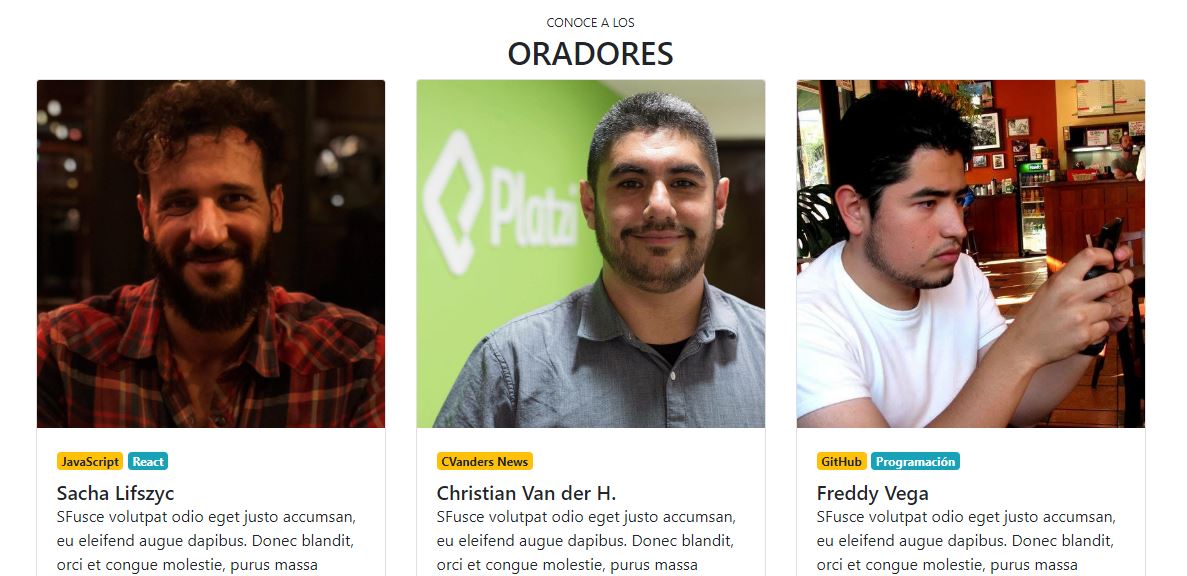 CONOCE A LOS
ORADORES
Platzi
JavaScript React
Sacha Lifszyc
SFusce volutpat odio eget justo accumsan,
eu eleifend augue dapibus. Donec blandit,
orci et congue molestie, purus massa
CVanders News
Christian Van der H.
SFusce volutpat odio eget justo accumsan,
eu eleifend augue dapibus. Donec blandit,
orci et congue molestie, purus massa
GitHub Programación
Freddy Vega
SFusce volutpat odio eget justo accumsan,
eu eleifend augue dapibus. Donec blandit,
orci et congue molestie, purus massa